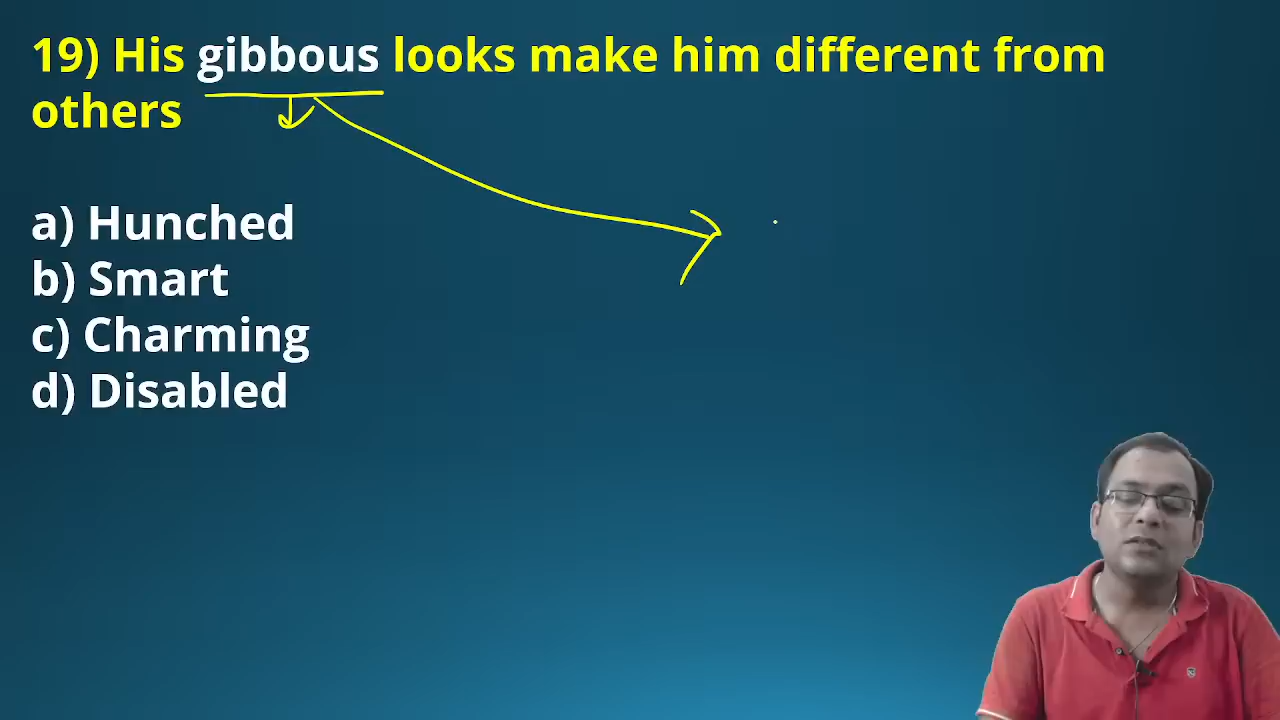 19) His gibbous looks make him different from
others
a) Hunched
b) Smart
c) Charming
d) Disabled